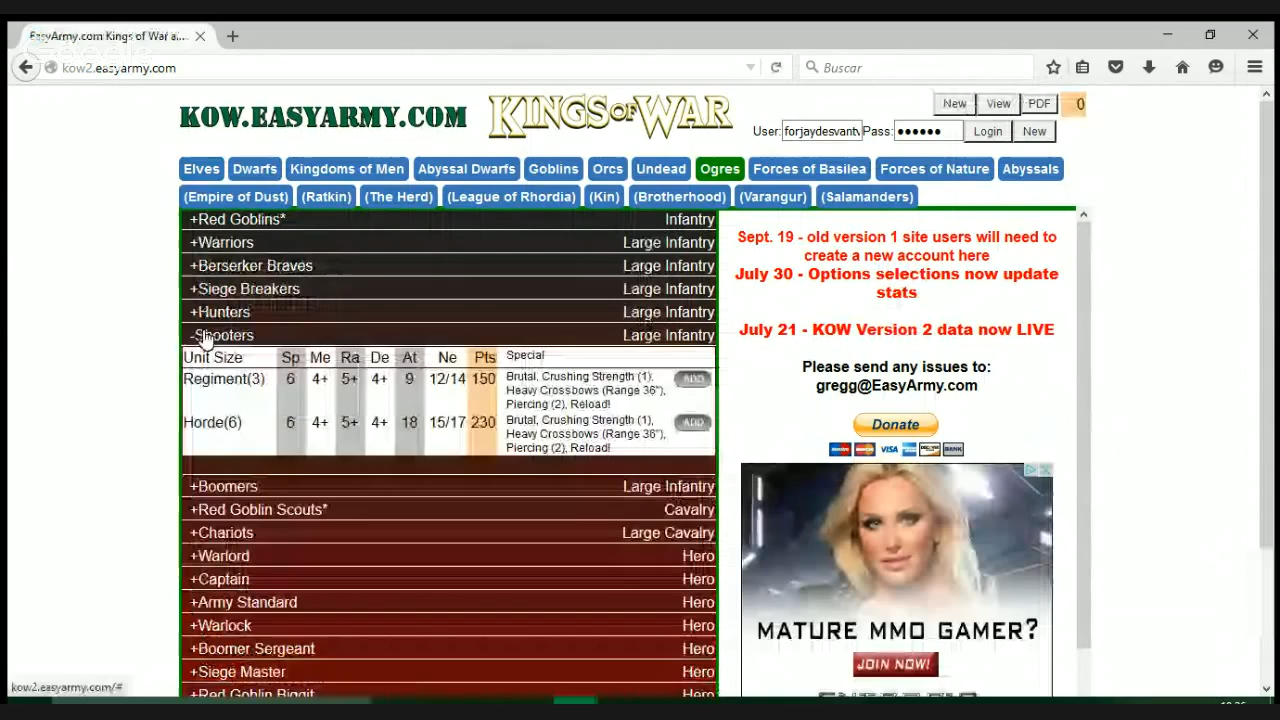 EasyArmy.com Kings of War a...
kow2.easyarmy.com
Buscar
KOW.EASYARMY.COM
KINGS OF WAR
New View PDF 0
User: forjaydesvant Pass: •••••• Login New
Elves Dwarfs Kingdoms of Men Abyssal Dwarfs Goblins Orcs Undead Ogres Forces of Basilea Forces of Nature Abyssals
(Empire of Dust) (Ratkin) (The Herd) (League of Rhordia) (Kin) (Brotherhood) (Varangur) (Salamanders)
+Red Goblins* Infantry
+Warriors Large Infantry
+Berserker Braves Large Infantry
+Siege Breakers Large Infantry
+Hunters Large Infantry
-Shooters Large Infantry
Unit Size Sp Me Ra De At Ne Pts Special
Regiment(3) 6 4+ 5+ 4+ 9 12/14 150 Brutal, Crushing Strength (1), ADD
Heavy Crossbows (Range 36"),
Piercing (2), Reload!
Horde(6) 6 4+ 5+ 4+ 18 15/17 230 Brutal, Crushing Strength (1), ADD
Heavy Crossbows (Range 36"),
Piercing (2), Reload!
+Boomers Large Infantry
+Red Goblin Scouts* Cavalry
+Chariots Large Cavalry
+Warlord Hero
+Captain Hero
+Army Standard Hero
+Warlock Hero
+Boomer Sergeant Hero
+Siege Master Hero
+Red Goblin Biggit Hero
Sept. 19 - old version 1 site users will need to
create a new account here
July 30 - Options selections now update
stats
July 21 - KOW Version 2 data now LIVE
Please send any issues to:
gregg@EasyArmy.com
Donate
VISA
BANK
MATURE MMO GAMER?
JOIN NOW!
kow2.easyarmy.com/#